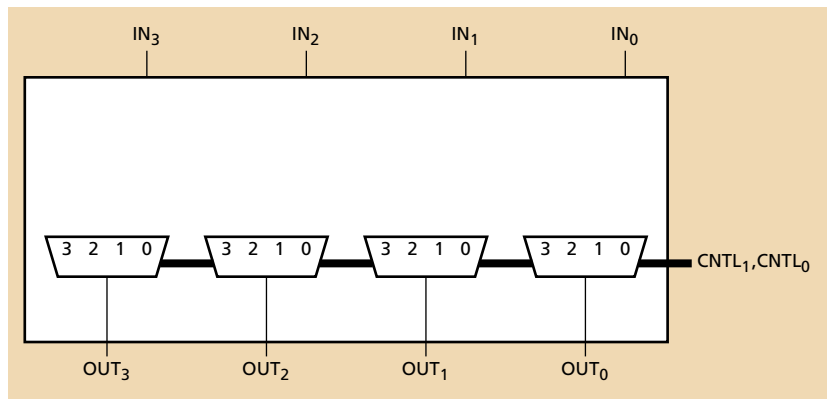 IN₃ IN₂ IN₁ IN₀
3 2 1 0 3 2 1 0 3 2 1 0 3 2 1 0 CNTL₁,CNTL₀
OUT₃ OUT₂ OUT₁ OUT₀